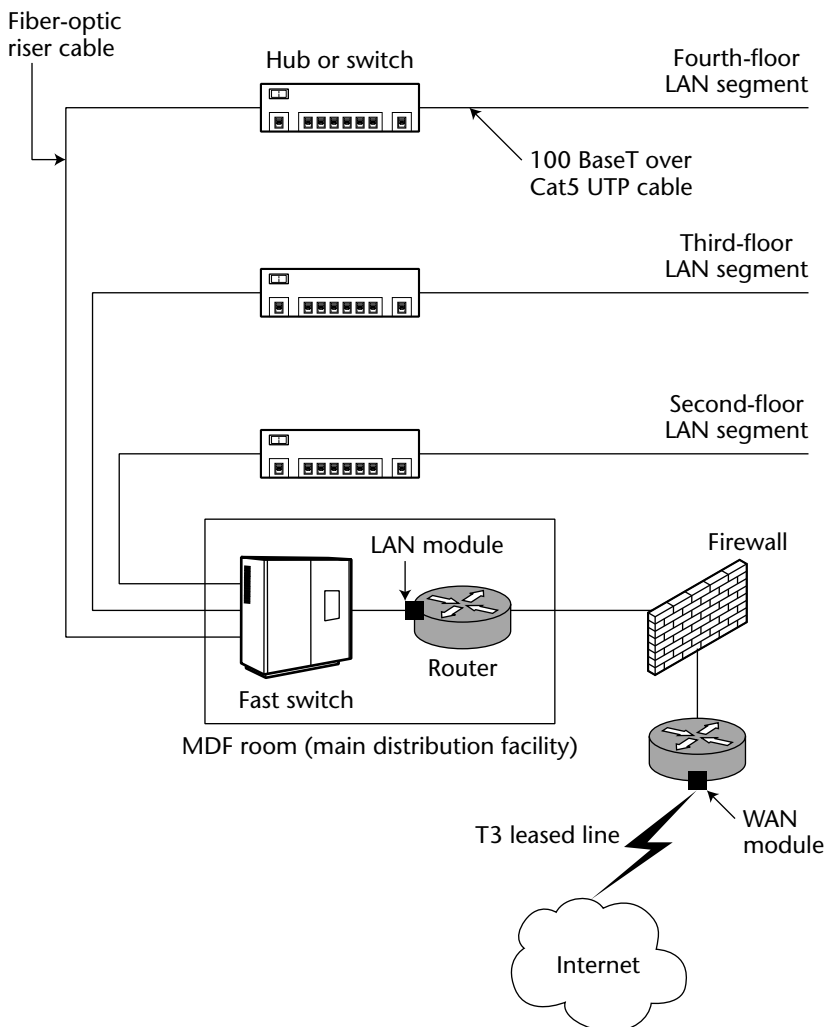 Fiber-optic
riser cable
Hub or switch
Fourth-floor
LAN segment
100 BaseT over
Cat5 UTP cable
Third-floor
LAN segment
Second-floor
LAN segment
LAN module
Firewall
Router
Fast switch
MDF room (main distribution facility)
T3 leased line
WAN
module
Internet